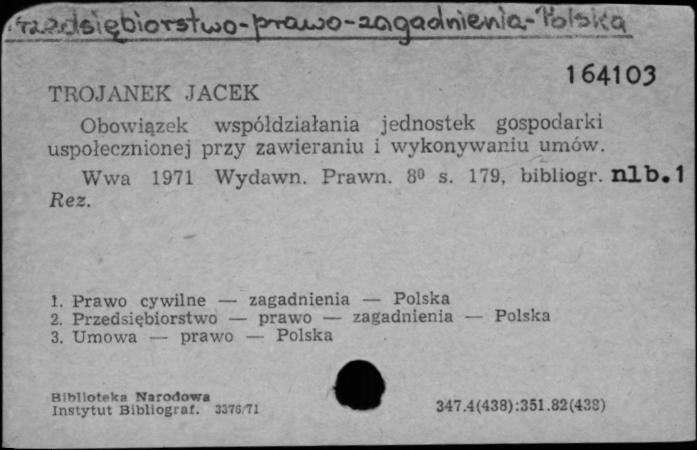 Przedsiębiorstwo-prawo-zagadnienia-Polska
164103
TROJANEK JACEK
Obowiązek współdziałania jednostek gospodarki
uspołecznionej przy zawieraniu i wykonywaniu umów.
Wwa 1971 Wydawn. Prawn. 8⁰ s. 179, bibliogr. nlb.1
Rez.
1. Prawo cywilne — zagadnienia — Polska
2. Przedsiębiorstwo — prawo — zagadnienia — Polska
3. Umowa — prawo — Polska
Biblioteka Narodowa
Instytut Bibliograf. 3376/71
347.4(438):351.82(438)